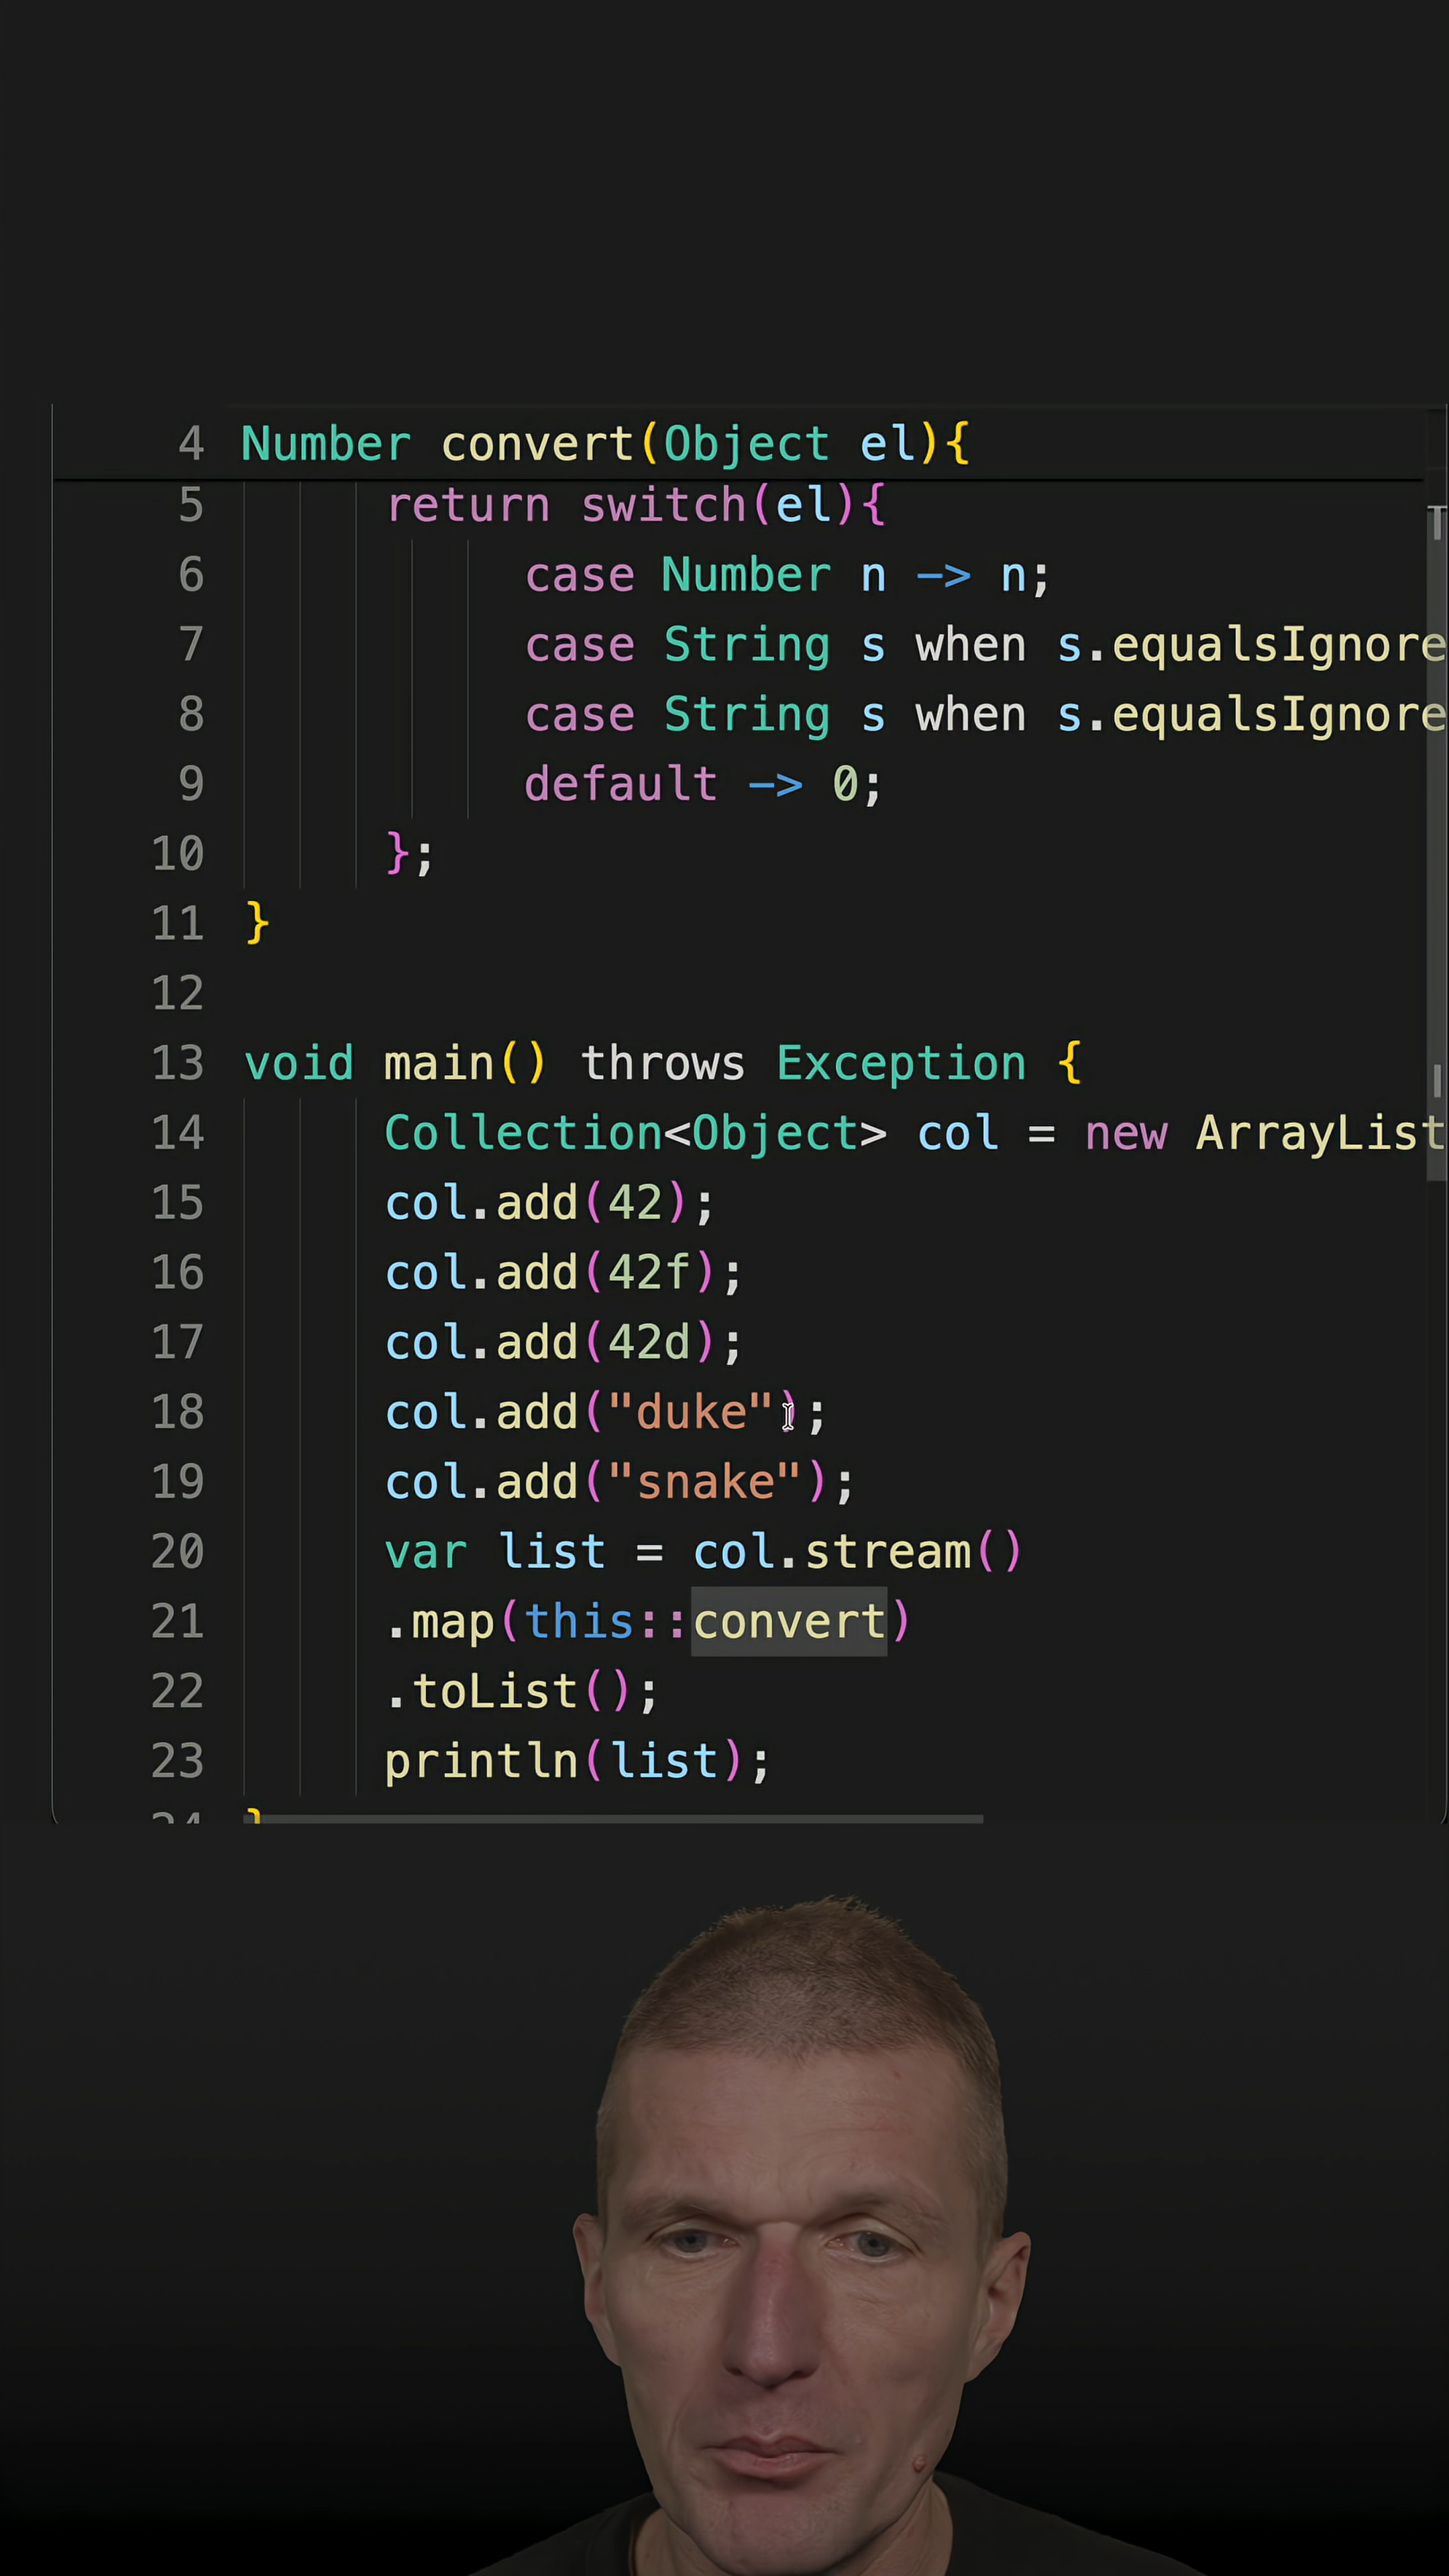 4 Number convert(Object el){
5 return switch(el){
6 case Number n -> n;
7 case String s when s.equalsIgnore
8 case String s when s.equalsIgnore
9 default -> 0;
10 };
11 }
12
13 void main() throws Exception {
14 Collection<Object> col = new ArrayList
15 col.add(42);
16 col.add(42f);
17 col.add(42d);
18 col.add("duke");
19 col.add("snake");
20 var list = col.stream()
21 .map(this::convert)
22 .toList();
23 println(list);
24 }